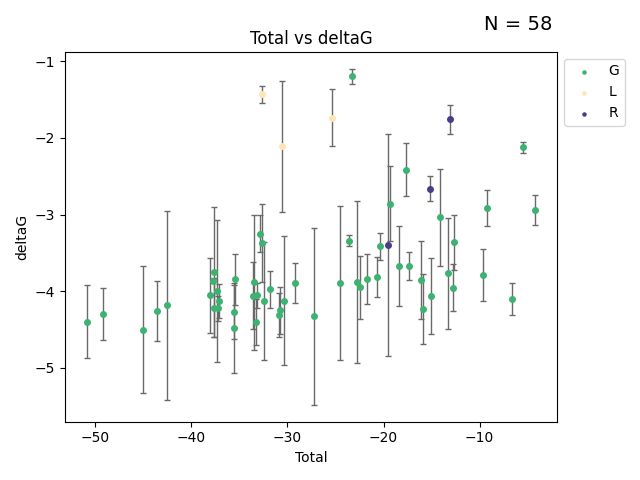 N = 58
Total vs deltaG
G
L
R
deltaG
−1
−2
−3
−4
−5
−50
−40
−30
−20
−10
Total